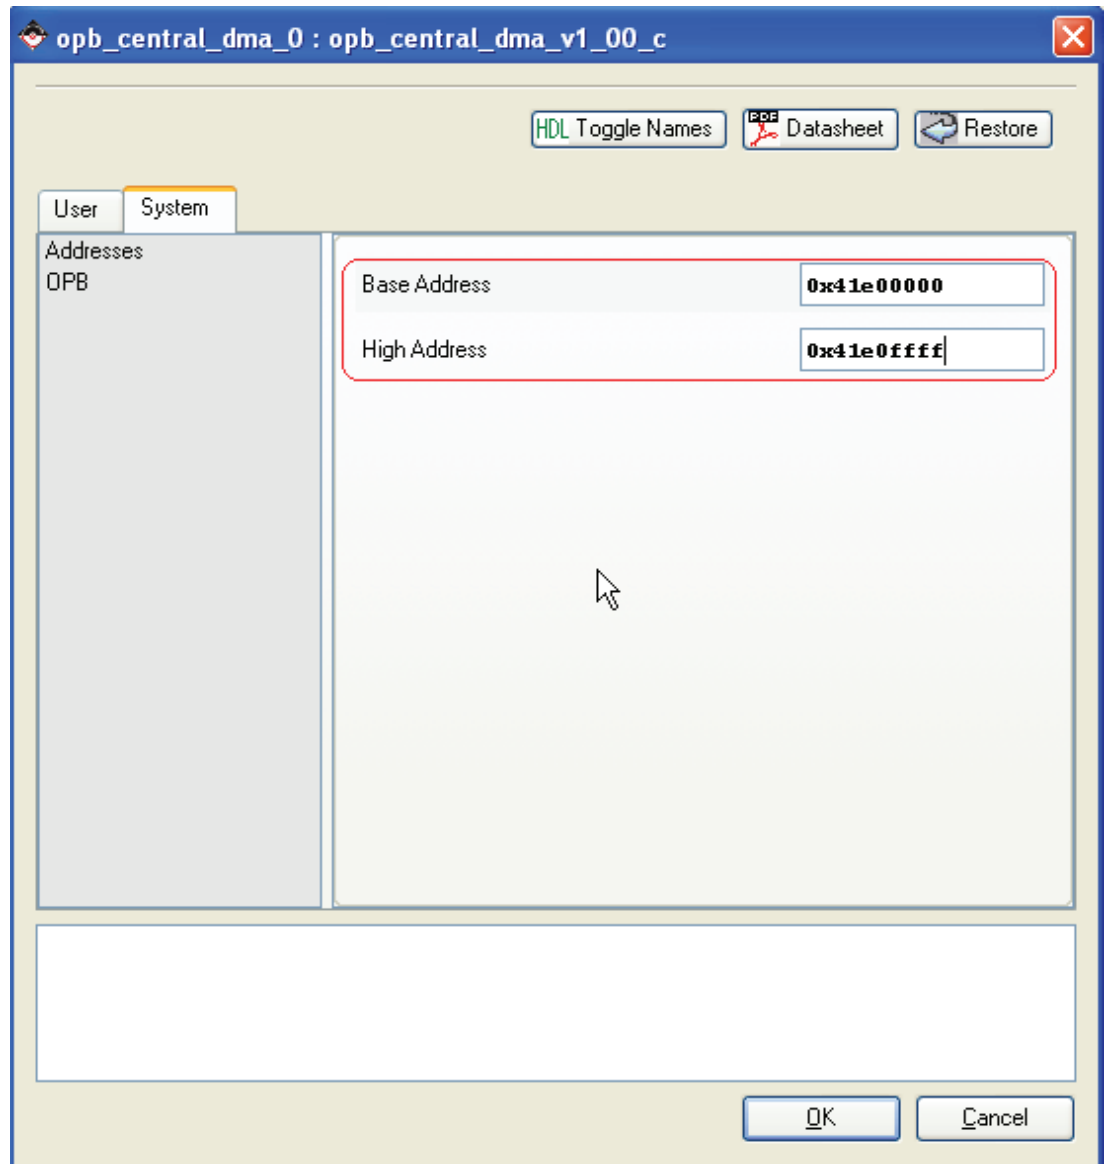 opb_central_dma_0 : opb_central_dma_v1_00_c
HDL Toggle Names PDF Datasheet Restore
User System
Addresses
OPB
Base Address 0x41e00000
High Address 0x41e0ffff
OK Cancel